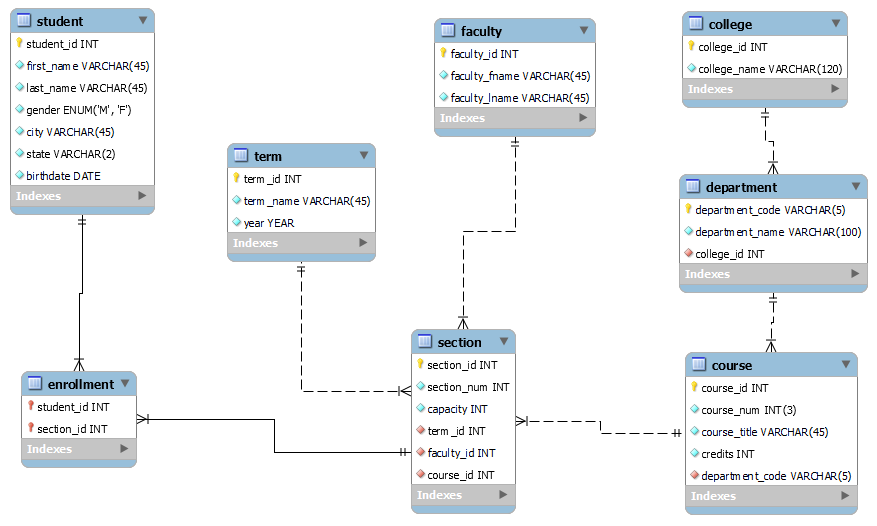 student
student_id INT
first_name VARCHAR(45)
last_name VARCHAR(45)
gender ENUM('M', 'F')
city VARCHAR(45)
state VARCHAR(2)
birthdate DATE
Indexes
term
term_id INT
term_name VARCHAR(45)
year YEAR
Indexes
faculty
faculty_id INT
faculty_fname VARCHAR(45)
faculty_lname VARCHAR(45)
Indexes
college
college_id INT
college_name VARCHAR(120)
Indexes
department
department_code VARCHAR(5)
department_name VARCHAR(100)
college_id INT
Indexes
enrollment
student_id INT
section_id INT
Indexes
section
section_id INT
section_num INT
capacity INT
term_id INT
faculty_id INT
course_id INT
Indexes
course
course_id INT
course_num INT(3)
course_title VARCHAR(45)
credits INT
department_code VARCHAR(5)
Indexes